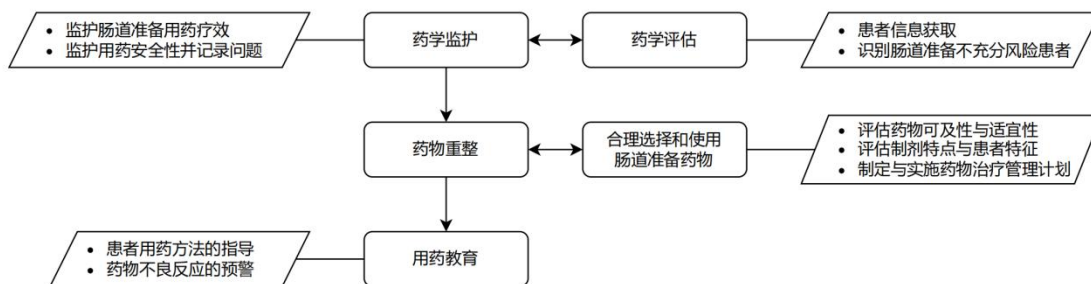 • 监护肠道准备用药疗效
• 监护用药安全性并记录问题
药学监护
药学评估
• 患者信息获取
• 识别肠道准备不充分风险患者
药物重整
合理选择和使用
肠道准备药物
• 评估药物可及性与适宜性
• 评估制剂特点与患者特征
• 制定与实施药物治疗管理计划
• 患者用药方法的指导
• 药物不良反应的预警
用药教育